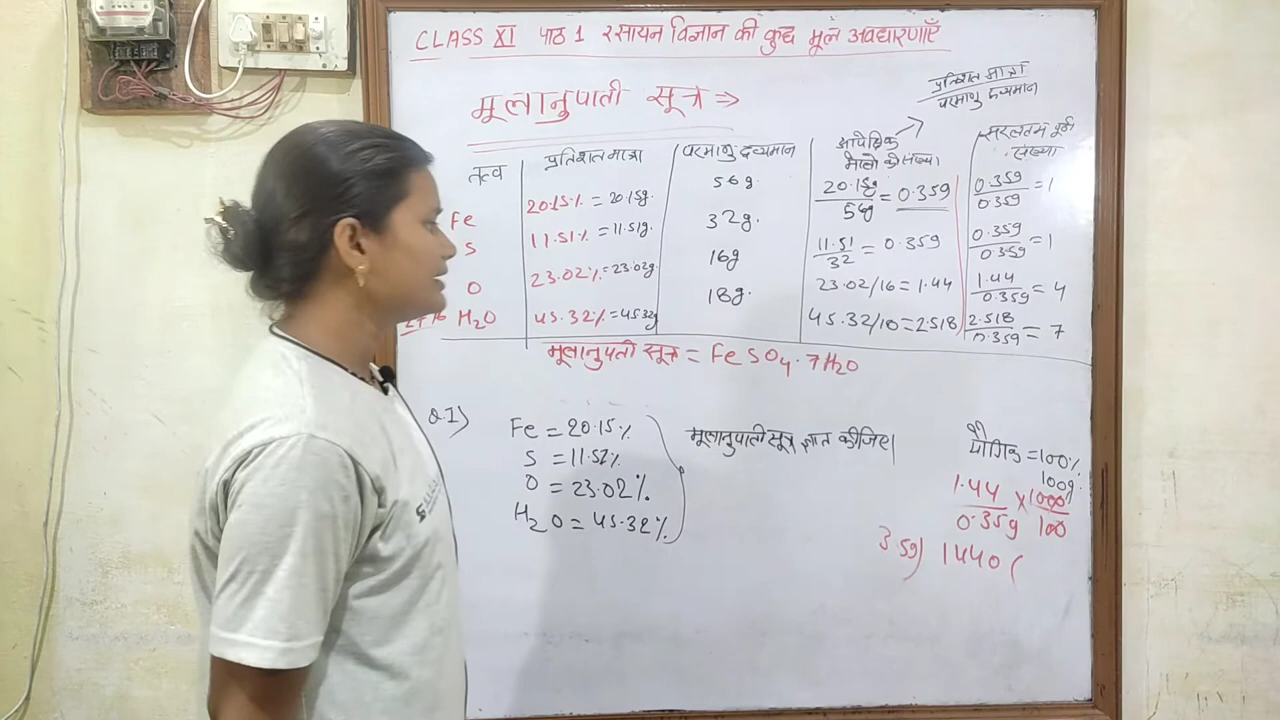 CLASS XI पाठ 1 रसायन विज्ञान की कुछ मूल अवधारणाएँ
मूलानुपाती सूत्र ⇒
प्रतिशत मात्रा
परमाणु द्रव्यमान
तत्व प्रतिशत मात्रा परमाणु द्रव्यमान आपेक्षिक मोलो की संख्या सरलतम पूर्ण संख्या
Fe 20.15% = 20.15g. 56g. 20.15g/56g = 0.359 0.359/0.359 = 1
S 11.51% = 11.51g. 32g. 11.51/32 = 0.359 0.359/0.359 = 1
O 23.02% = 23.02g. 16g 23.02/16 = 1.44 1.44/0.359 = 4
H2O 45.32% = 45.32g 18g. 45.32/18 = 2.518 2.518/0.359 = 7
मूलानुपाती सूत्र = FeSO4.7H2O
Q1)
Fe = 20.15%
S = 11.51%
O = 23.02%.
H2O = 45.32%.
मूलानुपाती सूत्र ज्ञात कीजिए।
यौगिक = 100%
100g.
1.44/0.359 × 1000/100
359) 1440 (